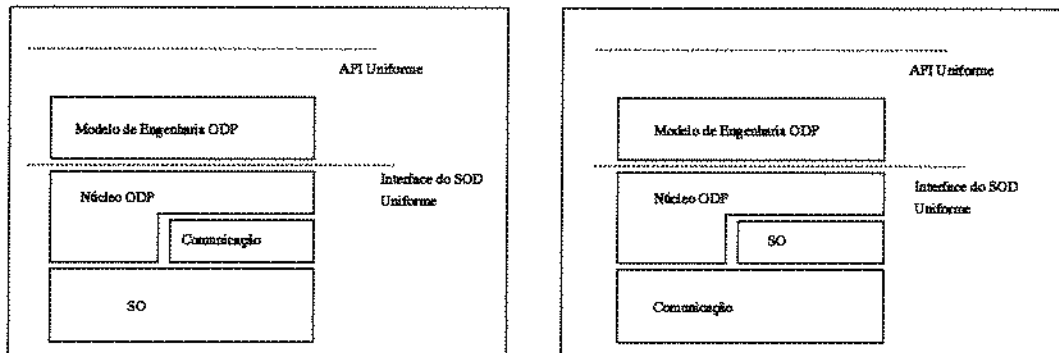 API Uniforme
Modelo de Engenharia ODP
Interface do SOD
Uniforme
Núcleo ODP
Comunicação
SO
API Uniforme
Modelo de Engenharia ODP
Interface do SOD
Uniforme
Núcleo ODP
SO
Comunicação